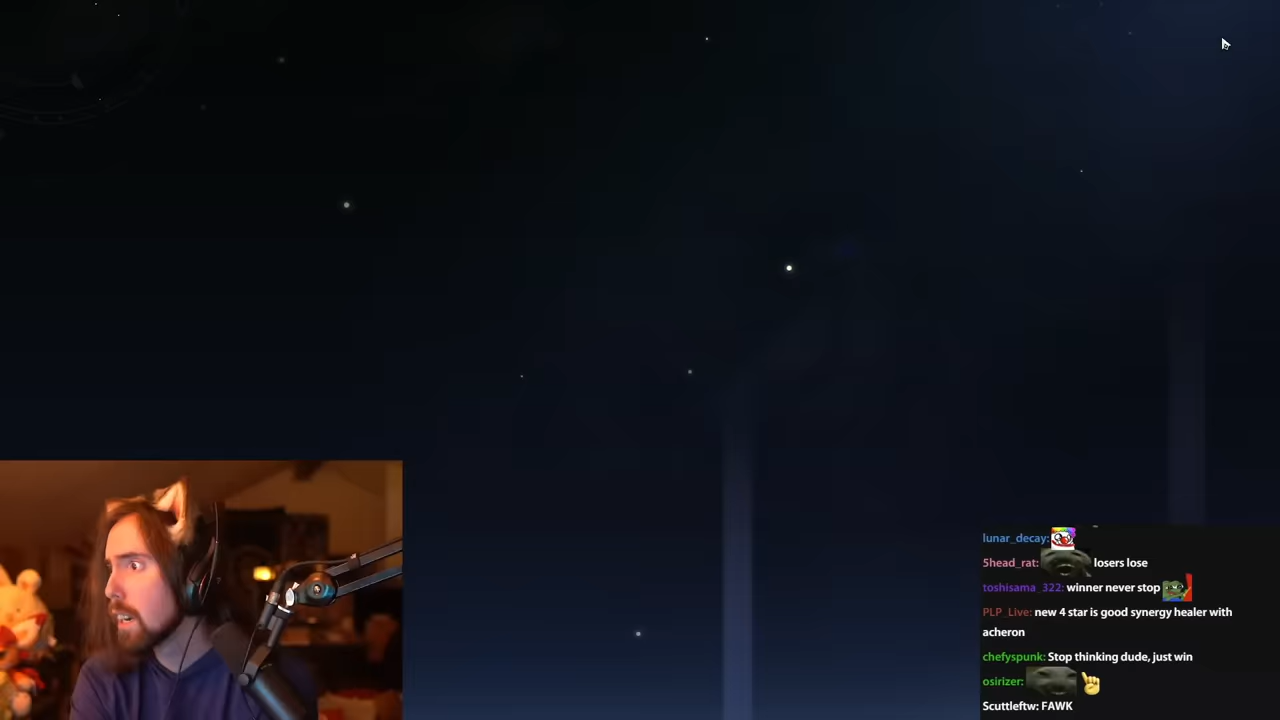 lunar_decay:
5head_rat: losers lose
toshisama_322: winner never stop
PLP_Live: new 4 star is good synergy healer with
acheron
chefyspunk: Stop thinking dude, just win
osirizer:
Scuttleftw: FAWK